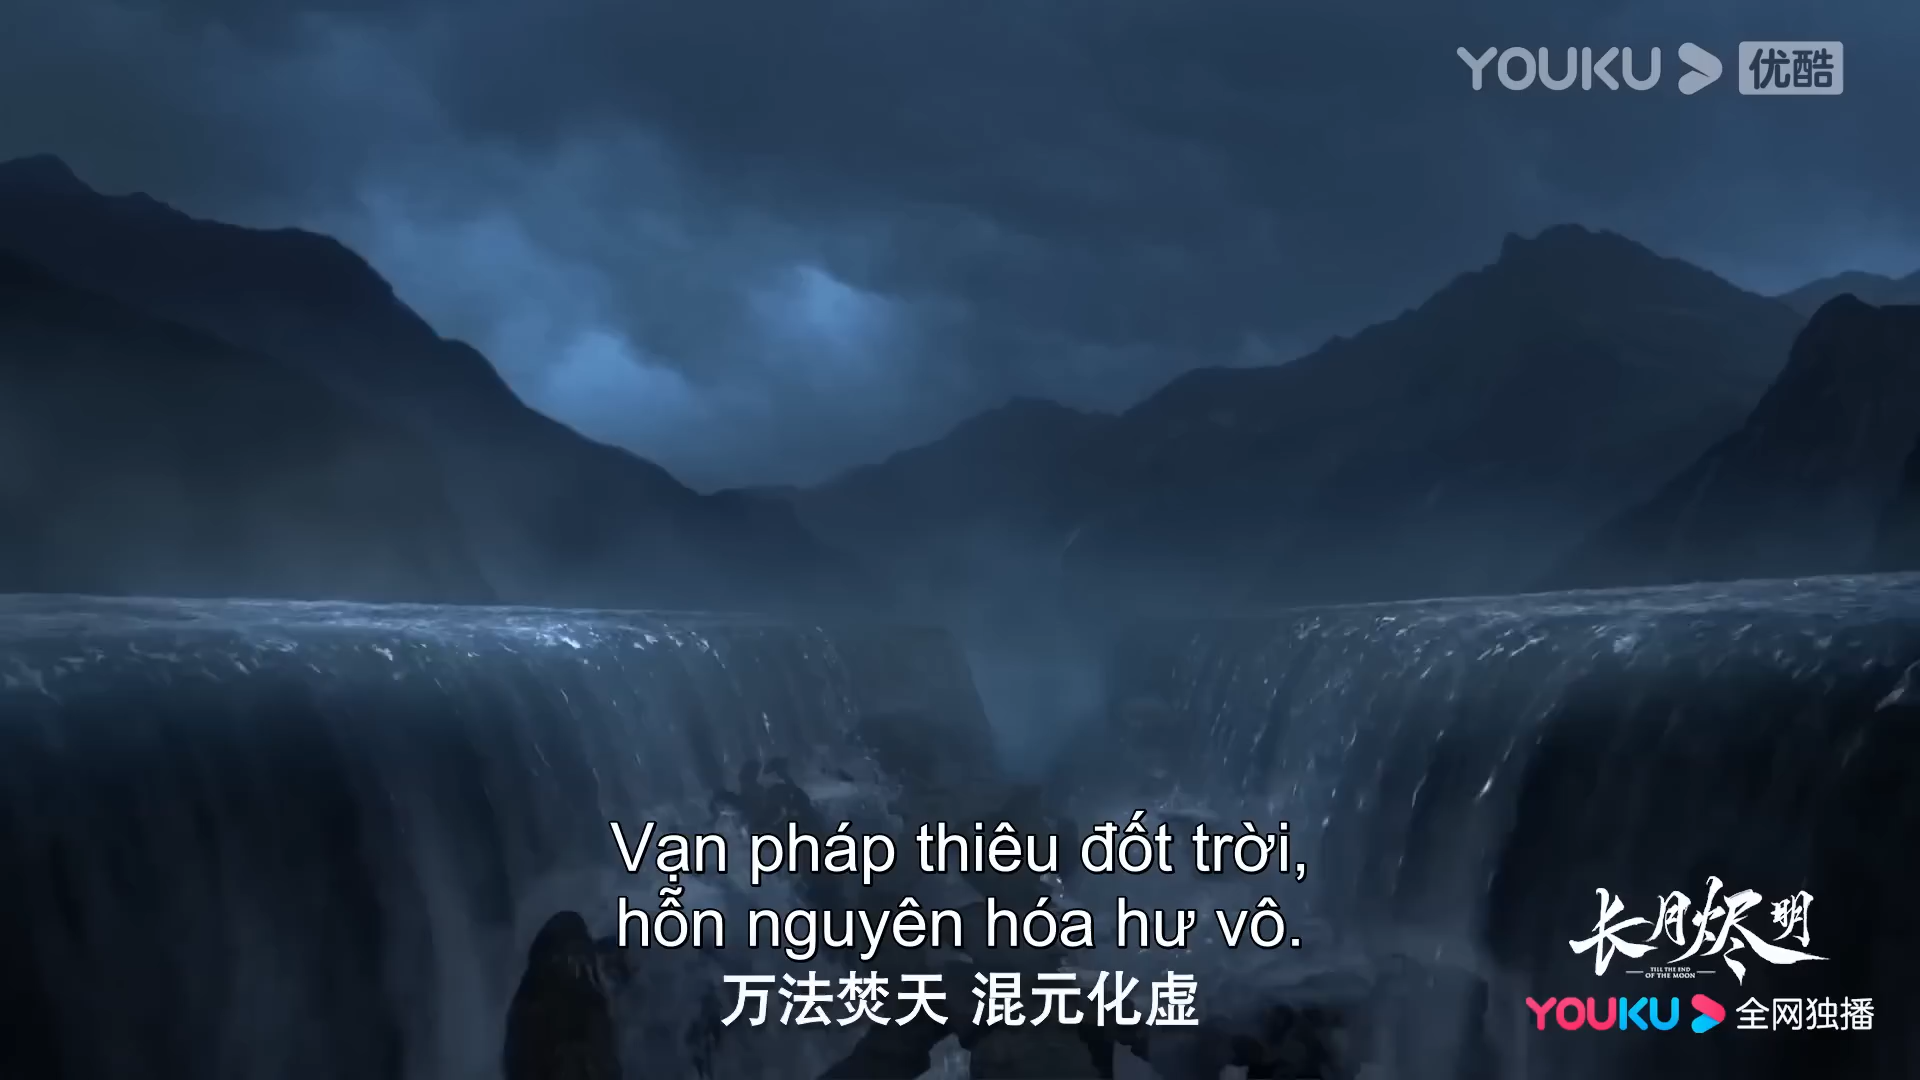 YOUKU 优酷
Vạn pháp thiêu đốt trời,
hỗn nguyên hóa hư vô.
万法焚天 混元化虚
长月烬明
TILL THE END
OF THE MOON
YOUKU 全网独播